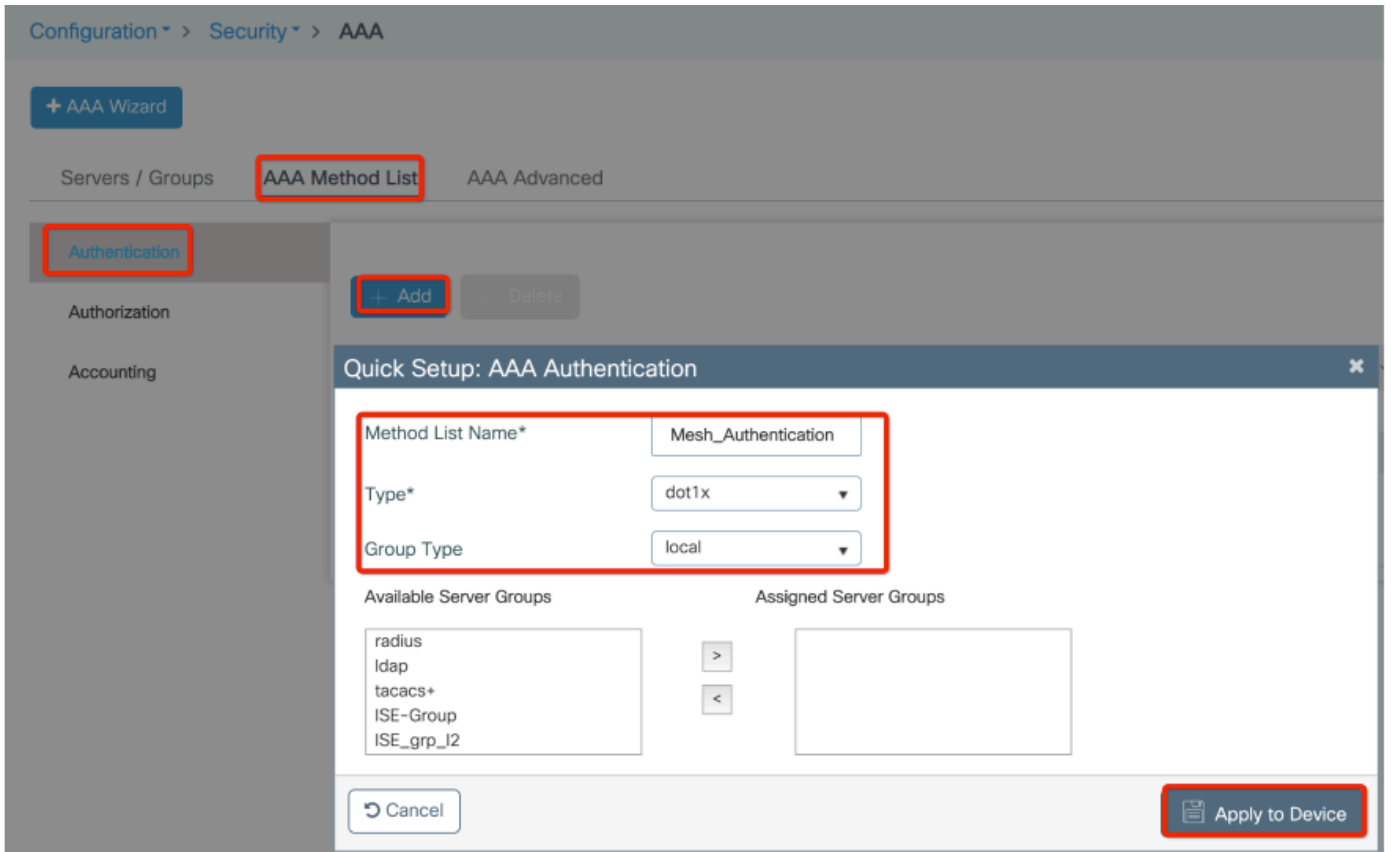 Configuration > Security > AAA
+ AAA Wizard
Servers / Groups AAA Method List AAA Advanced
Authentication
Authorization
Accounting
+ Add Delete
Quick Setup: AAA Authentication
Method List Name* Mesh_Authentication
Type* dot1x
Group Type local
Available Server Groups Assigned Server Groups
radius
ldap
tacacs+
ISE-Group
ISE_grp_l2
>
<
Cancel Apply to Device